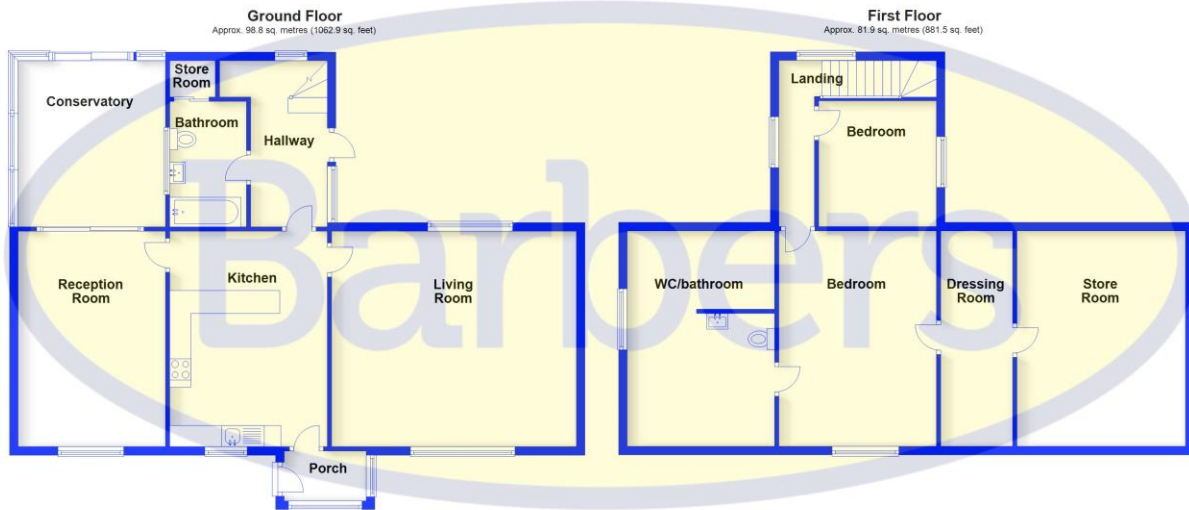 Ground Floor
Approx. 98.8 sq. metres (1062.9 sq. feet)
First Floor
Approx. 81.9 sq. metres (881.5 sq. feet)
Conservatory
Store
Room
Bathroom
Hallway
Reception
Room
Kitchen
Living
Room
Porch
Landing
Bedroom
WC/bathroom
Bedroom
Dressing
Room
Store
Room
Barbers